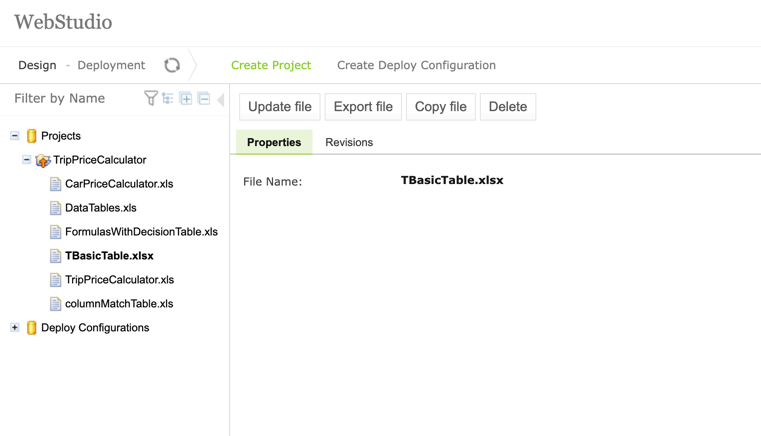 WebStudio
Design - Deployment Create Project Create Deploy Configuration
Filter by Name
Update file Export file Copy file Delete
Properties Revisions
File Name: TBasicTable.xlsx
Projects
TripPriceCalculator
CarPriceCalculator.xls
DataTables.xls
FormulasWithDecisionTable.xls
TBasicTable.xlsx
TripPriceCalculator.xls
columnMatchTable.xls
Deploy Configurations